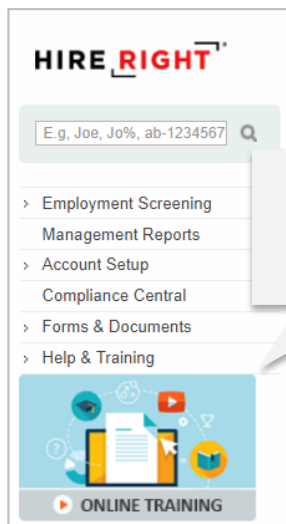 HIRE RIGHT
E.g, Joe, Jo%, ab-1234567
Employment Screening
Management Reports
Account Setup
Compliance Central
Forms & Documents
Help & Training
ONLINE TRAINING